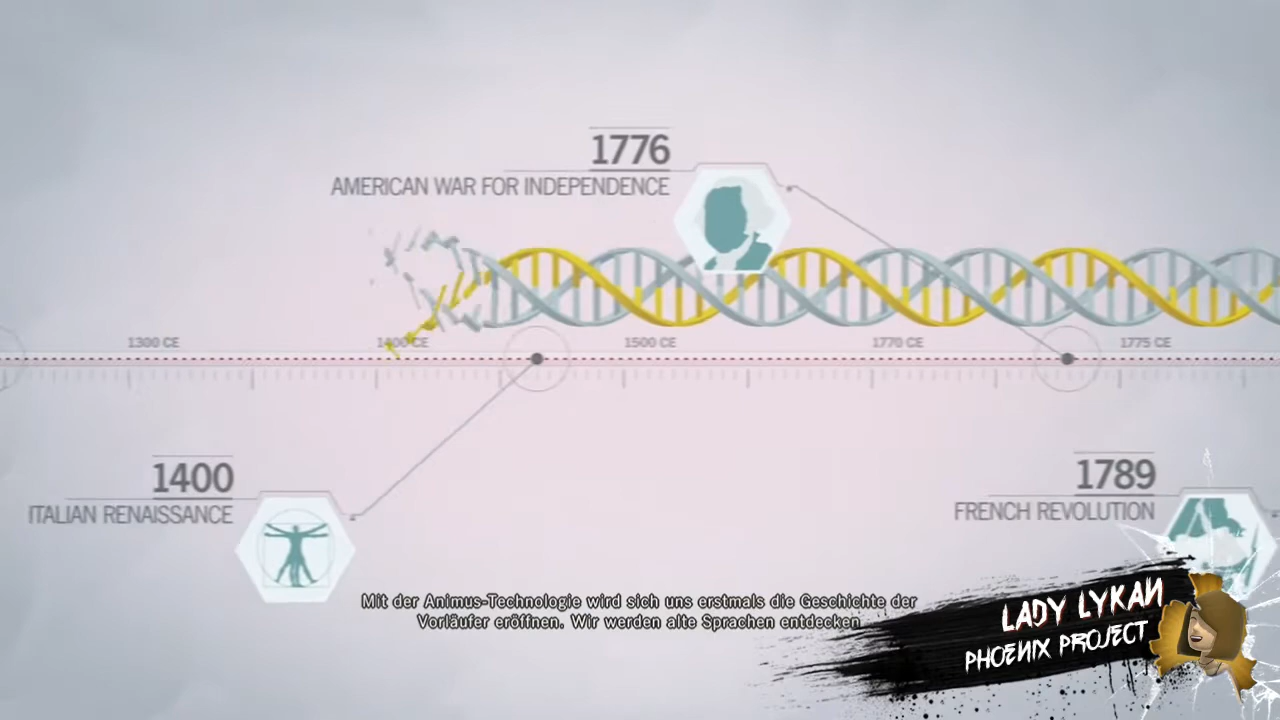 1776
AMERICAN WAR FOR INDEPENDENCE
1300 CE
1400 CE
1500 CE
1770 CE
1775 CE
1400
ITALIAN RENAISSANCE
1789
FRENCH REVOLUTION
Mit der Animus-Technologie wird sich uns erstmals die Geschichte der
Vorläufer eröffnen. Wir werden alte Sprachen entdecken
LADY LYKAN
PHOENIX PROJECT